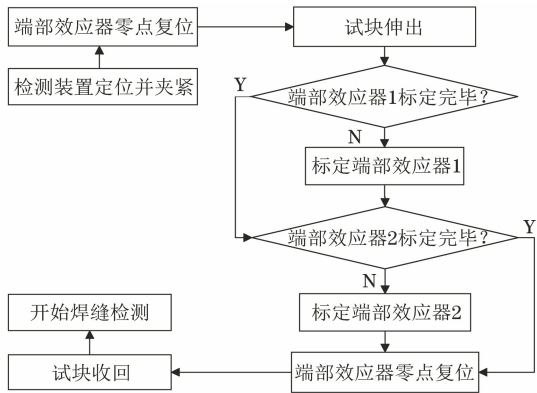 端部效应器零点复位
试块伸出
检测装置定位并夹紧
端部效应器1标定完毕？
Y
N
标定端部效应器1
端部效应器2标定完毕？
Y
N
标定端部效应器2
开始焊缝检测
试块收回
端部效应器零点复位